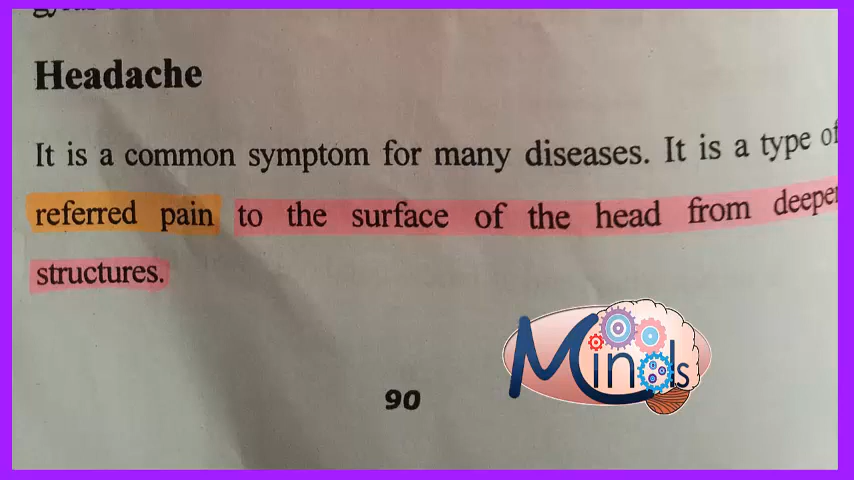 Headache
It is a common symptom for many diseases. It is a type of
referred pain to the surface of the head from deeper
structures.
90
Minds